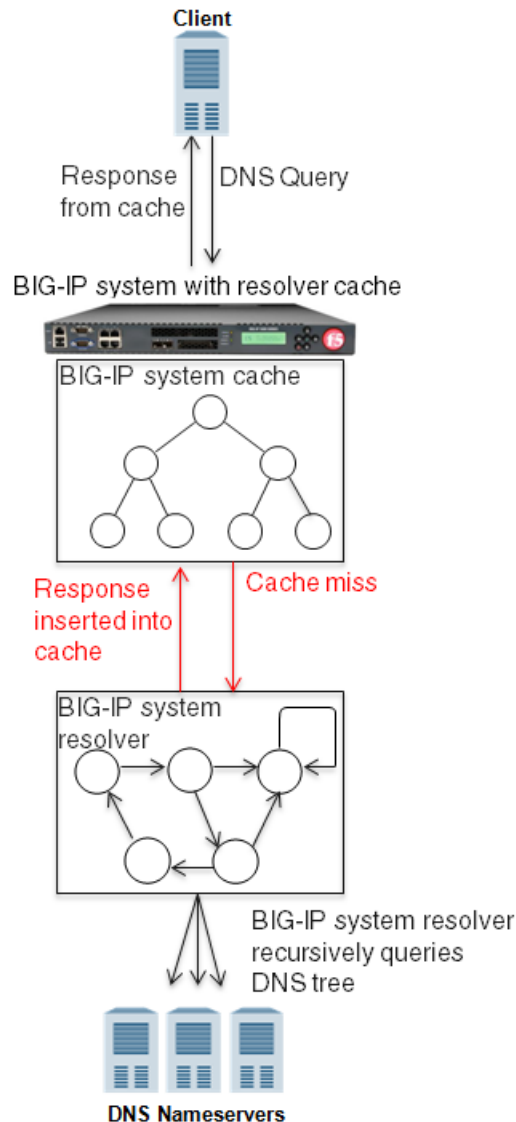 Client
Response
from cache
DNS Query
BIG-IP system with resolver cache
f5
BIG-IP system cache
Response
inserted into
cache
Cache miss
BIG-IP system
resolver
BIG-IP system resolver
recursively queries
DNS tree
DNS Nameservers